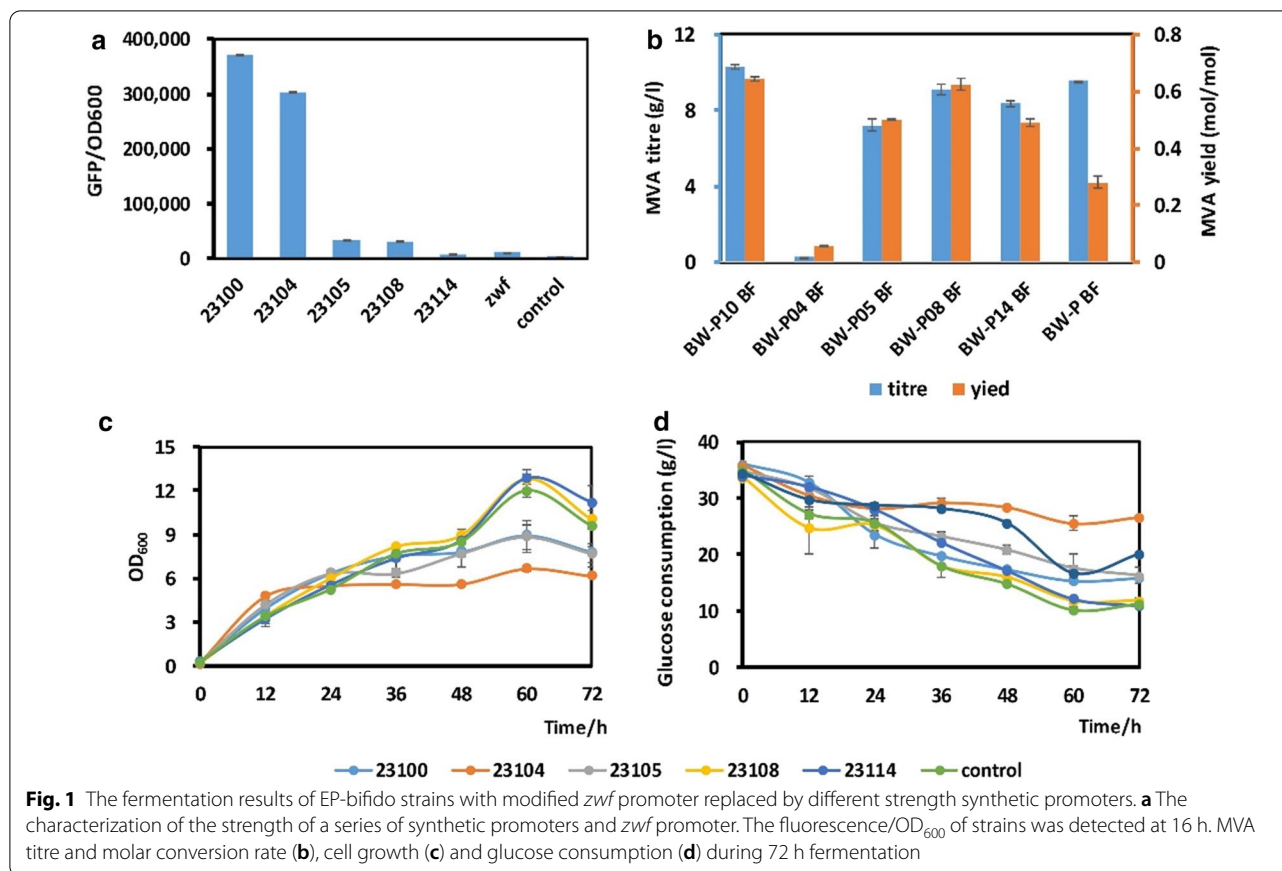 a
400,000
300,000
200,000
100,000
0
GFP/OD600
23100
23104
23105
23108
23114
zwf
control
b
12
8
4
0
MVA titre (g/l)
0.8
0.6
0.4
0.2
0
MVA yield (mol/mol)
BW-P10 BF
BW-P04 BF
BW-P05 BF
BW-P08 BF
BW-P14 BF
BW-P BF
titre yied
c
15
12
9
6
3
0
OD600
0 12 24 36 48 60 72
Time/h
d
40
30
20
10
0
Glucose consumption (g/l)
0 12 24 36 48 60 72
Time/h
23100 23104 23105 23108 23114 control
Fig. 1 The fermentation results of EP-bifido strains with modified zwf promoter replaced by different strength synthetic promoters. a The
characterization of the strength of a series of synthetic promoters and zwf promoter. The fluorescence/OD600 of strains was detected at 16 h. MVA
titre and molar conversion rate (b), cell growth (c) and glucose consumption (d) during 72 h fermentation